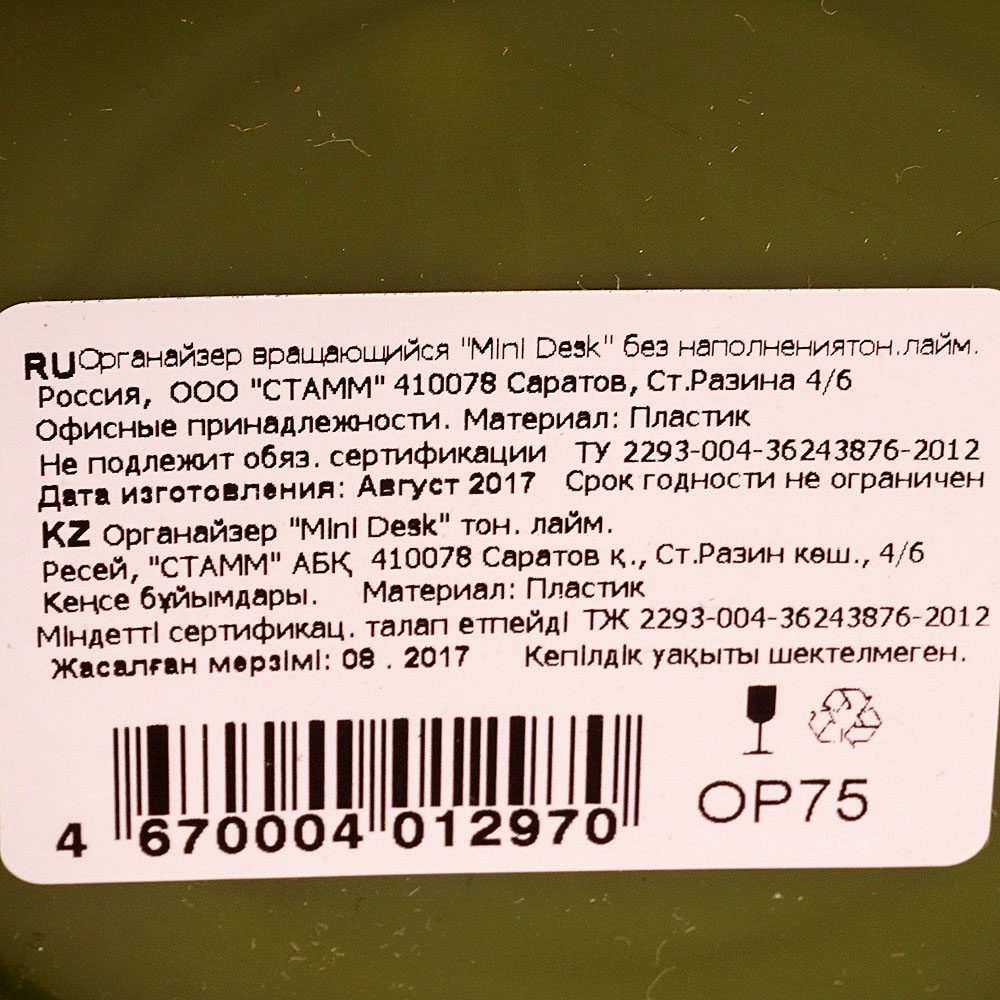 RU Органайзер вращающийся "Mini Desk" без наполнениятон.лайм.
Россия, ООО "СТАММ" 410078 Саратов, Ст.Разина 4/6
Офисные принадлежности. Материал: Пластик
Не подлежит обяз. сертификации ТУ 2293-004-36243876-2012
Дата изготовления: Август 2017 Срок годности не ограничен
KZ Органайзер "Mini Desk" тон. лайм.
Ресей, "СТАММ" АБҚ 410078 Саратов қ., Ст.Разин көш., 4/6
Кеңсе бұйымдары. Материал: Пластик
Міндетті сертификац. талап етпейді ТЖ 2293-004-36243876-2012
Жасалған мерзімі: 08 . 2017 Кепілдік уақыты шектелмеген.
OP75
4 670004 012970